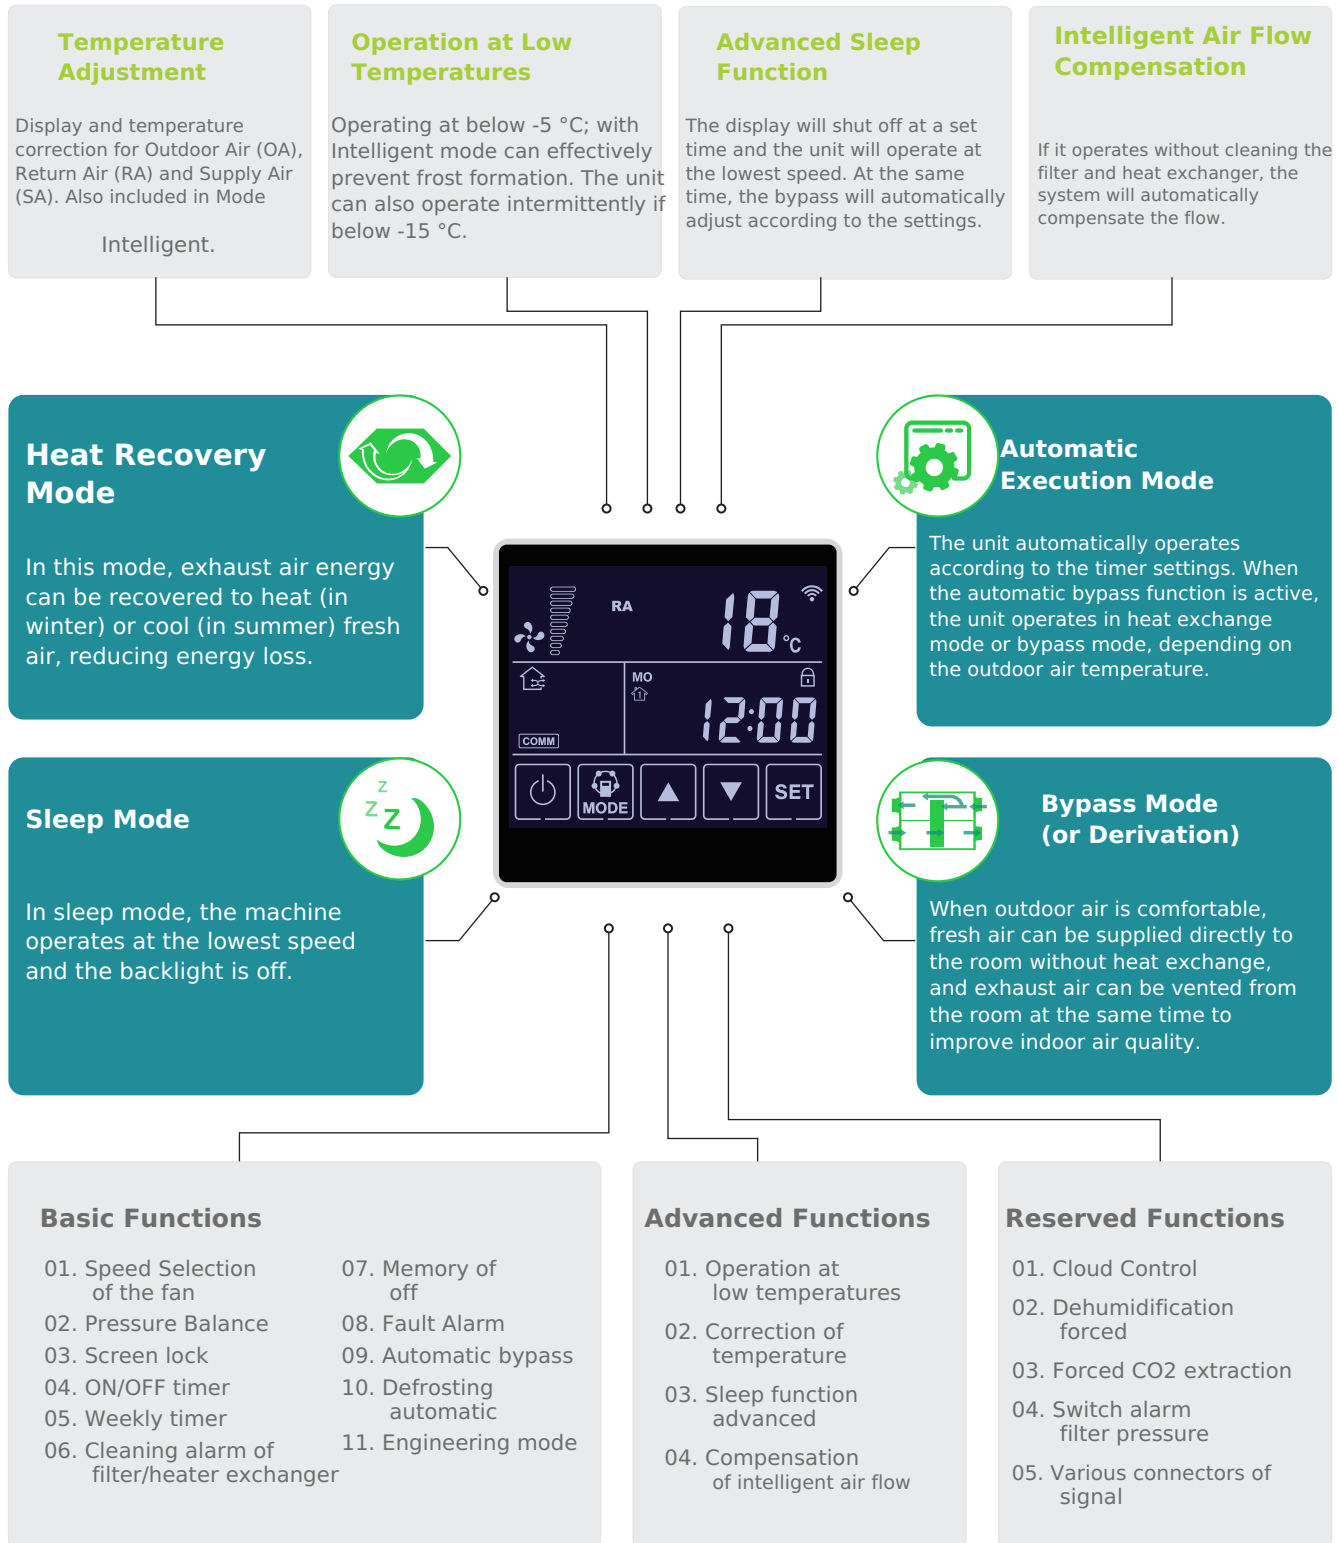 Temperature
Adjustment
Display and temperature
correction for Outdoor Air (OA),
Return Air (RA) and Supply Air
(SA). Also included in Mode
Intelligent.
Operation at Low
Temperatures
Operating at below -5 °C; with
Intelligent mode can effectively
prevent frost formation. The unit
can also operate intermittently if
below -15 °C.
Advanced Sleep
Function
The display will shut off at a set
time and the unit will operate at
the lowest speed. At the same
time, the bypass will automatically
adjust according to the settings.
Intelligent Air Flow
Compensation
If it operates without cleaning the
filter and heat exchanger, the
system will automatically
compensate the flow.
Heat Recovery
Mode
In this mode, exhaust air energy
can be recovered to heat (in
winter) or cool (in summer) fresh
air, reducing energy loss.
Automatic
Execution Mode
The unit automatically operates
according to the timer settings. When
the automatic bypass function is active,
the unit operates in heat exchange
mode or bypass mode, depending on
the outdoor air temperature.
RA
18 °C
MO
1
12:00
COMM
MODE
SET
Sleep Mode
z
z
z
In sleep mode, the machine
operates at the lowest speed
and the backlight is off.
Bypass Mode
(or Derivation)
When outdoor air is comfortable,
fresh air can be supplied directly to
the room without heat exchange,
and exhaust air can be vented from
the room at the same time to
improve indoor air quality.
Basic Functions
01. Speed Selection
of the fan
02. Pressure Balance
03. Screen lock
04. ON/OFF timer
05. Weekly timer
06. Cleaning alarm of
filter/heater exchanger
07. Memory of
off
08. Fault Alarm
09. Automatic bypass
10. Defrosting
automatic
11. Engineering mode
Advanced Functions
01. Operation at
low temperatures
02. Correction of
temperature
03. Sleep function
advanced
04. Compensation
of intelligent air flow
Reserved Functions
01. Cloud Control
02. Dehumidification
forced
03. Forced CO2 extraction
04. Switch alarm
filter pressure
05. Various connectors of
signal